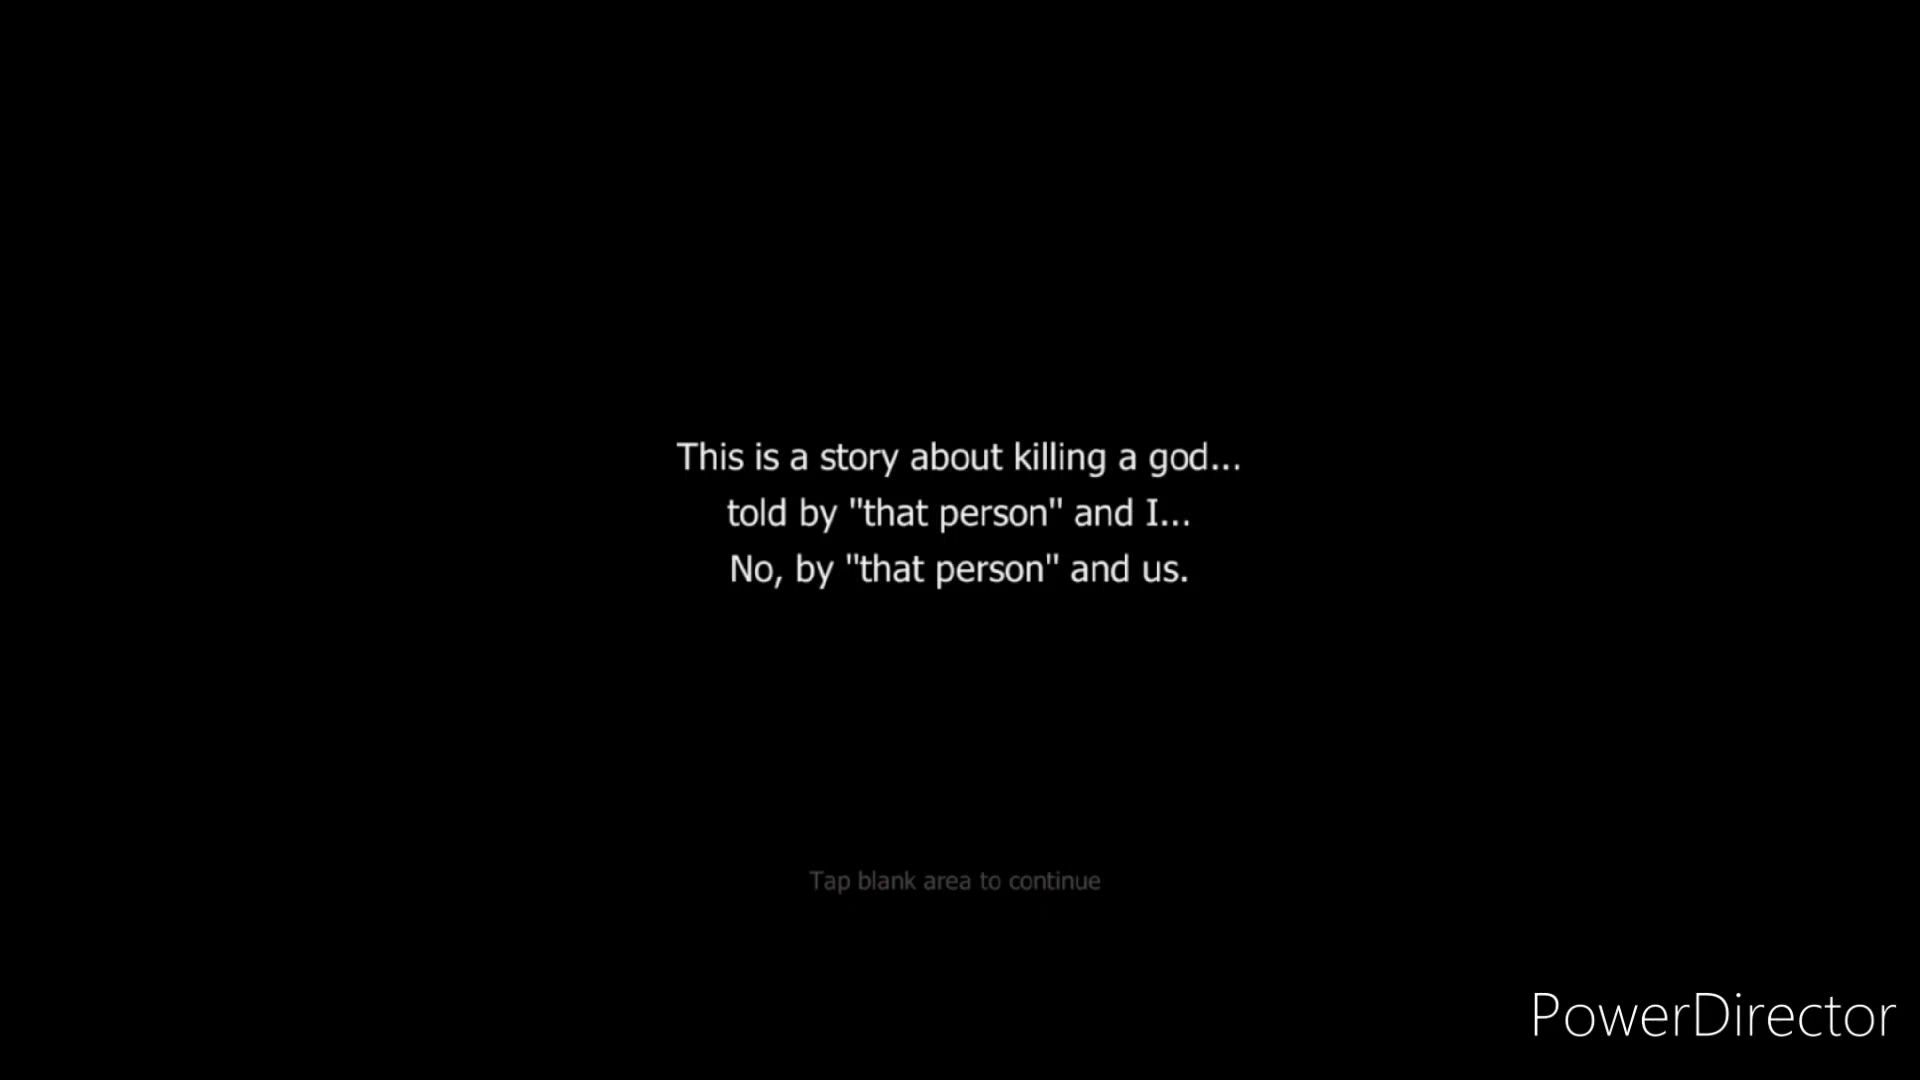 This is a story about killing a god...
told by "that person" and I...
No, by "that person" and us.
Tap blank area to continue
PowerDirector